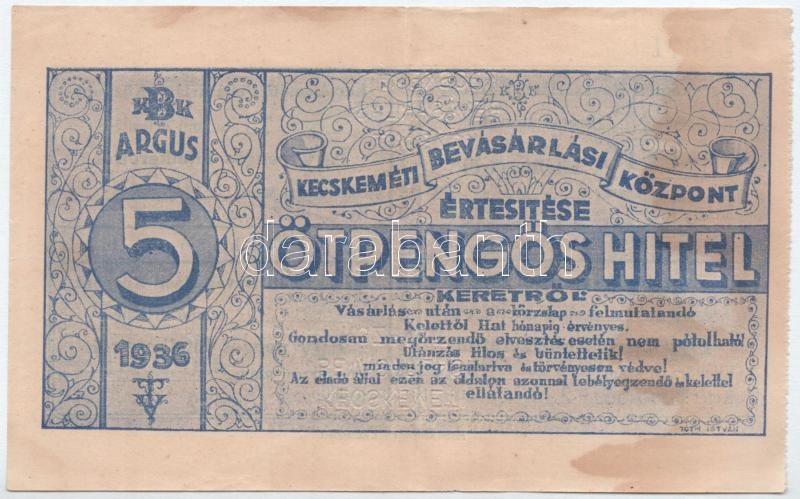 KBK
ARGUS
5
1936
KBK
KECSKEMÉTI BEVÁSÁRLÁSI KÖZPONT
ÉRTESITÉSE
ÖTPENGŐS HITEL
KERETRŐL
Vásárlás után a törzslap felmutatandó
Kelettől Hat hónapig érvényes.
Gondosan megőrzendő elvesztés esetén nem pótolható!
Utánzás tilos és büntettetik!
minden jog fenntartva és törvényesen védve!
Az eladó által ezen az oldalon azonnal lebélyegzendő és kelettel
ellátandó!
KECSKEMÉT
TÓTH ISTVÁN
darabanth